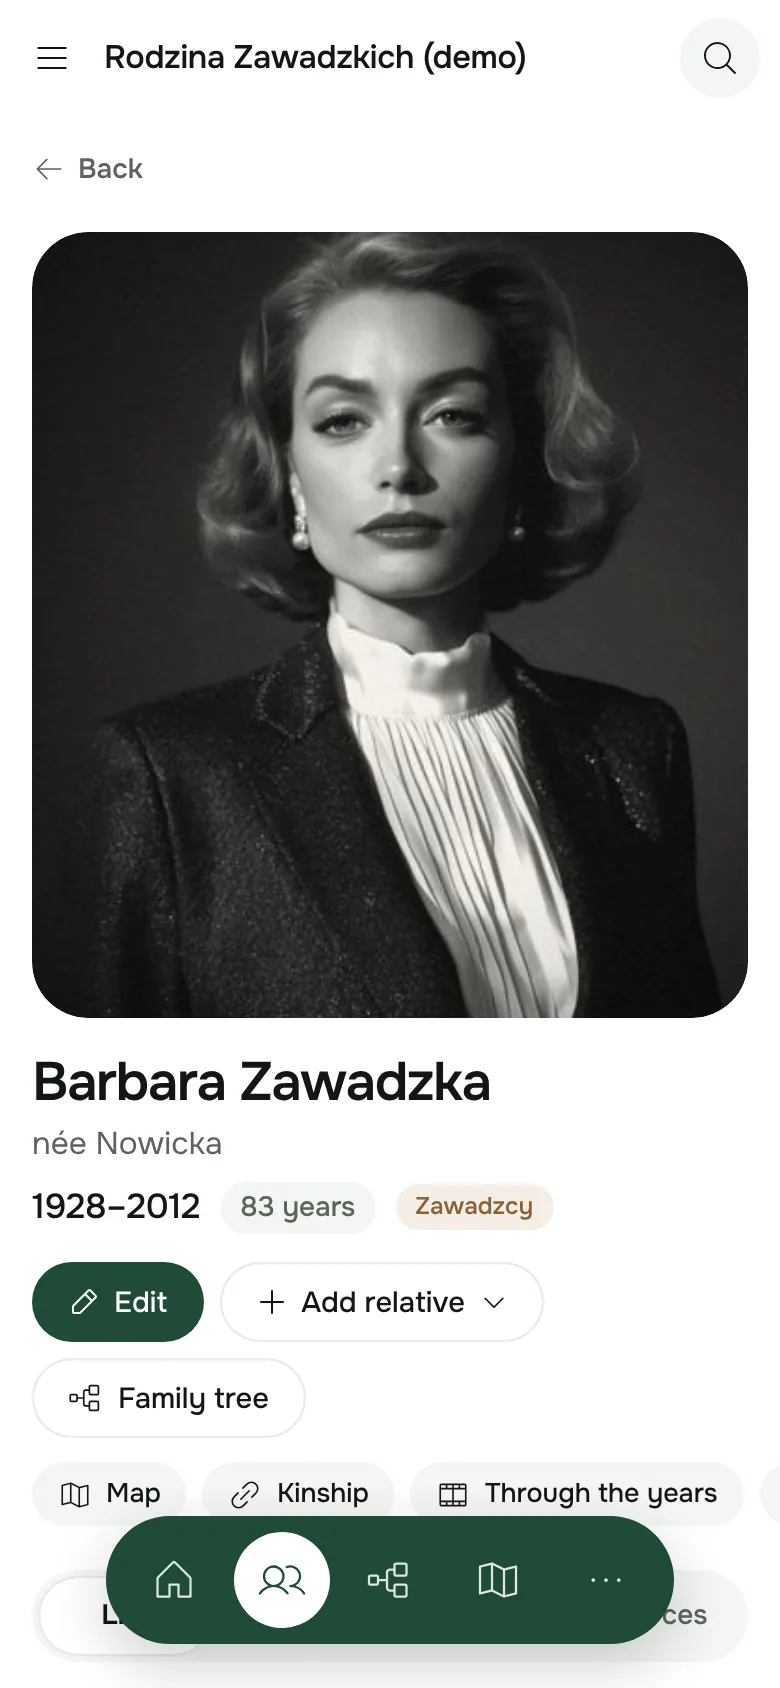 Rodzina Zawadzkich (demo)
Back
Barbara Zawadzka
née Nowicka
1928–2012 83 years Zawadzcy
Edit Add relative
Family tree
Map Kinship Through the years